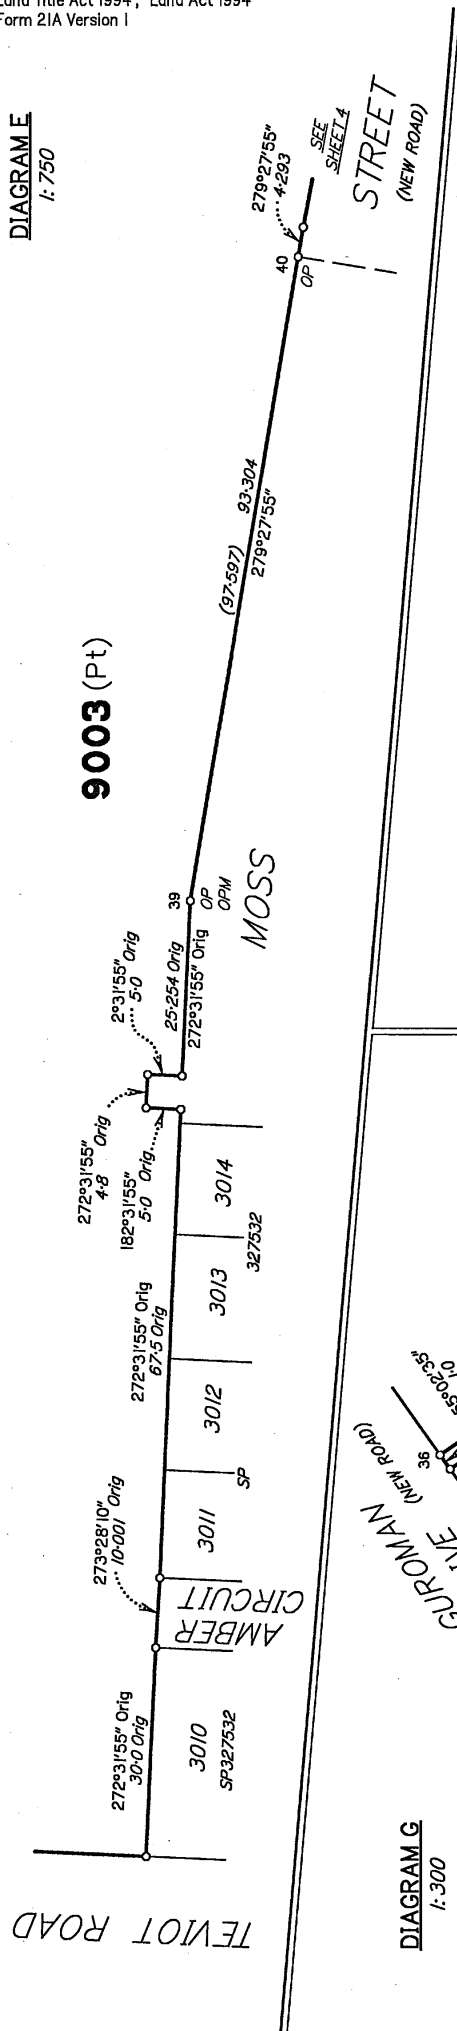 Land Title Act 1994 ; Land Act 1994
Form 21A Version 1
DIAGRAM E
1:750
279°27'55"
4·293
SEE
SHEET 4
STREET
(NEW ROAD)
40
OP
(97·597)
93·304
279°27'55"
9003 (Pt)
39
OP
OPM
MOSS
25·254 Orig
272°31'55" Orig
2°31'55" Orig
5·0
272°31'55"
4·8 Orig
182°31'55"
5·0 Orig
3014
3013
327532
272°31'55" Orig
67·5 Orig
3012
3011
SP
273°28'10" Orig
10·001
AMBER
CIRCUIT
272°31'55" Orig
30·0 Orig
3010
SP327532
TEVIOT ROAD
DIAGRAM G
1:300
GUROMAN
(NEW ROAD)
36
55°02'35"
1·0